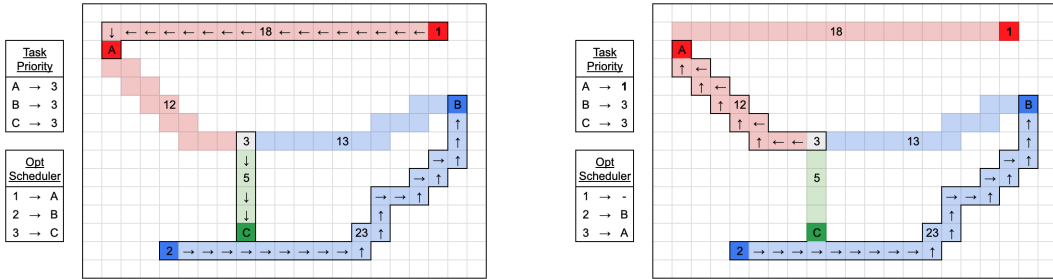 ↓ ← ← ← ← ← ← ← 18 ← ← ← ← ← ← ← 1
A
Task
Priority
A → 3
B → 3
C → 3
12
B
3
13
Opt
Scheduler
1 → A
2 → B
3 → C
5
C
23
2
18
1
A
Task
Priority
A → 1
B → 3
C → 3
12
B
3
13
Opt
Scheduler
1 → -
2 → B
3 → A
5
C
23
2